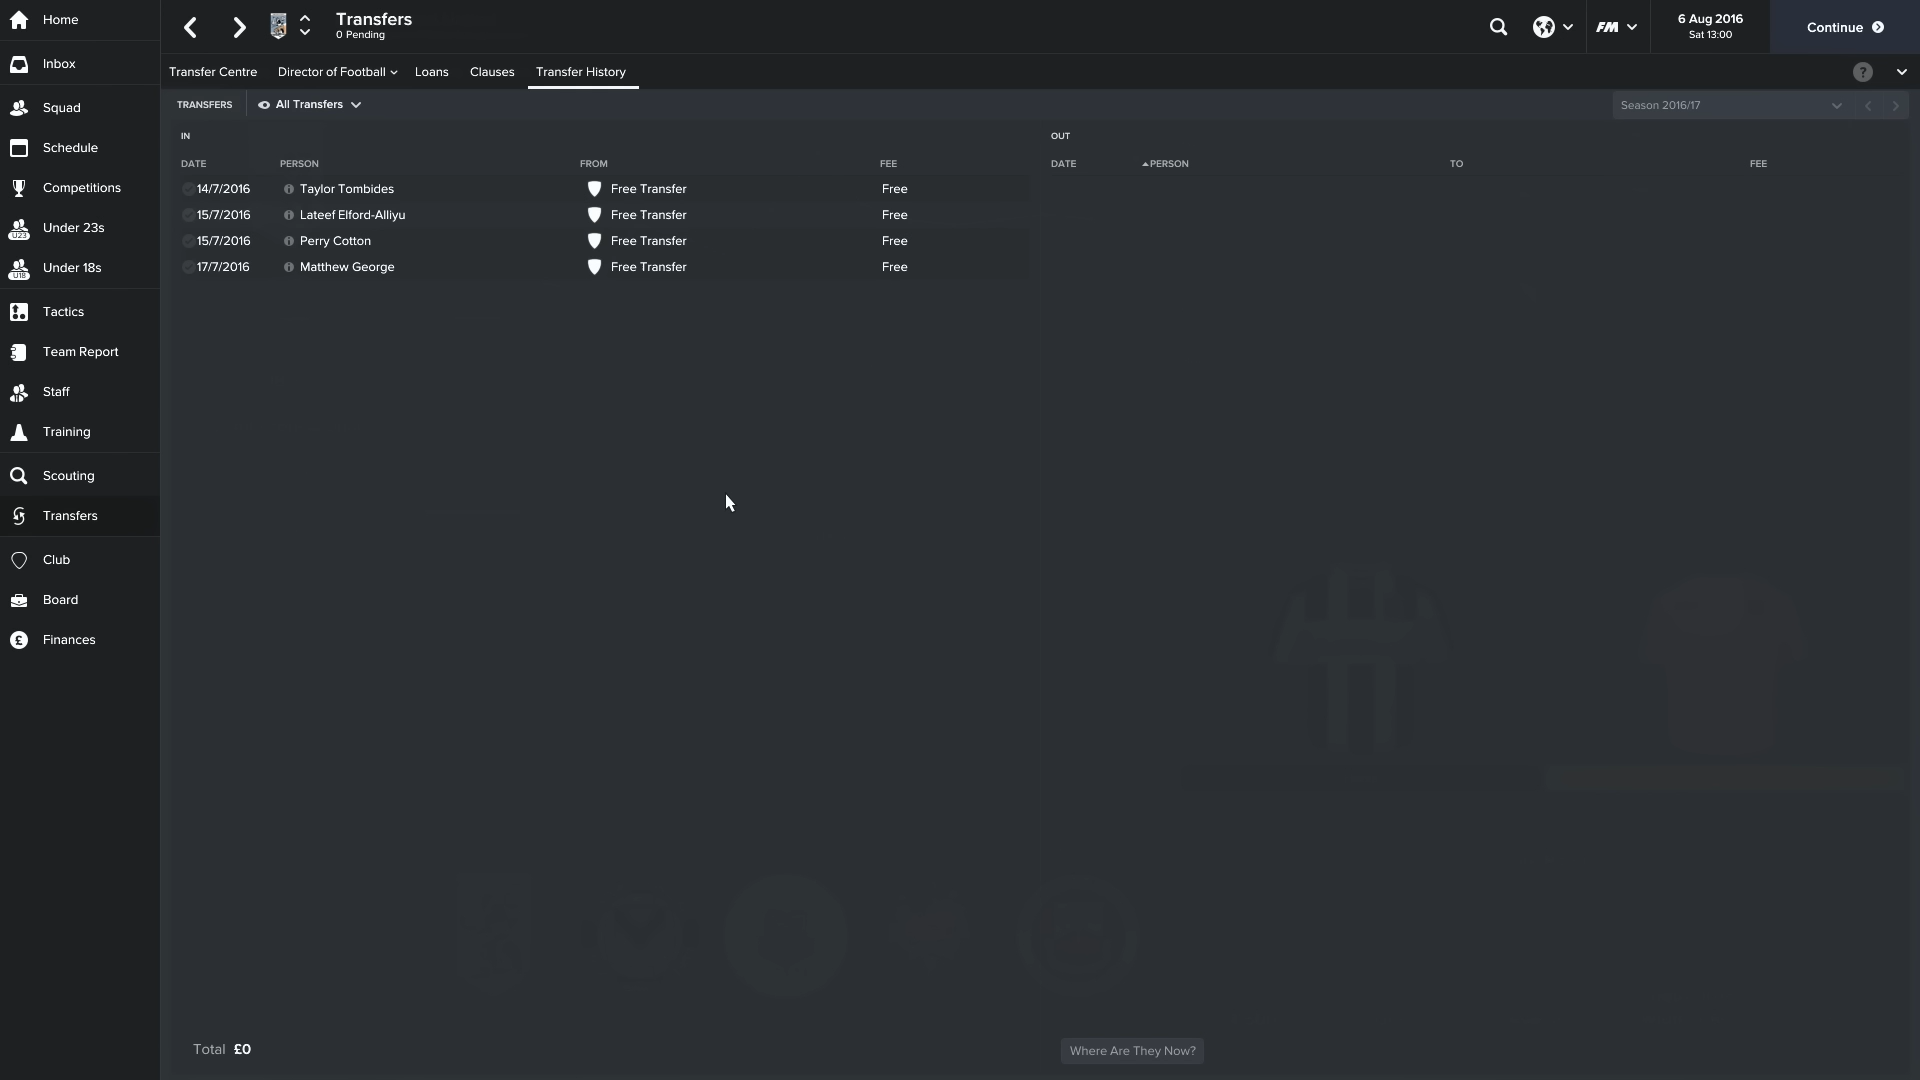 Home
Inbox
Squad
Schedule
Competitions
U23
Under 23s
U18
Under 18s
Tactics
Team Report
Staff
Training
Scouting
Transfers
Club
Board
£ Finances
Transfers
0 Pending
FM
6 Aug 2016
Sat 13:00
Continue
Transfer Centre Director of Football Loans Clauses Transfer History
?
TRANSFERS All Transfers Season 2016/17
IN
DATE PERSON FROM FEE
14/7/2016 Taylor Tombides Free Transfer Free
15/7/2016 Lateef Elford-Alliyu Free Transfer Free
15/7/2016 Perry Cotton Free Transfer Free
17/7/2016 Matthew George Free Transfer Free
Total £0
OUT
DATE PERSON TO FEE
Where Are They Now?